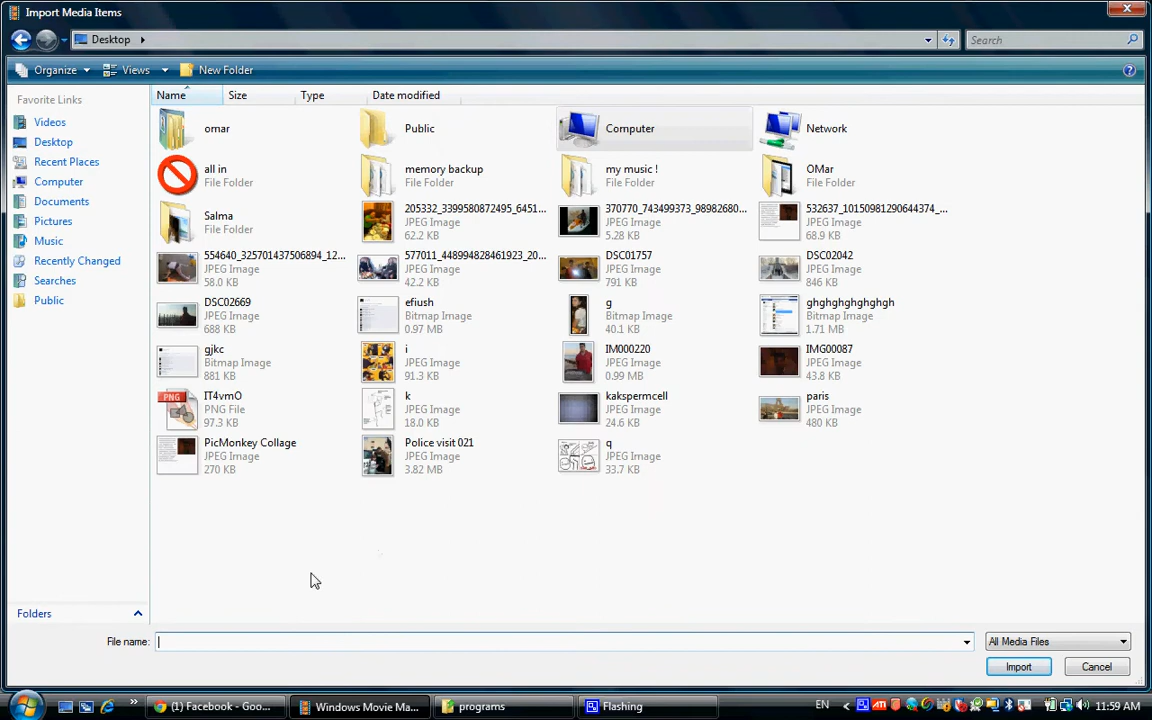 Import Media Items
Desktop
Search
Organize
Views
New Folder
Favorite Links
Videos
Desktop
Recent Places
Computer
Documents
Pictures
Music
Recently Changed
Searches
Public
Folders
Name
Size
Type
Date modified
omar
Public
Computer
Network
all in
File Folder
memory backup
File Folder
my music !
File Folder
OMar
File Folder
Salma
File Folder
205332_3399580872495_6451...
JPEG Image
62.2 KB
370770_743499373_98982680...
JPEG Image
5.28 KB
532637_10150981290644374_...
JPEG Image
68.9 KB
554640_325701437506894_12...
JPEG Image
58.0 KB
577011_448994828461923_20...
JPEG Image
42.2 KB
DSC01757
JPEG Image
791 KB
DSC02042
JPEG Image
846 KB
DSC02669
JPEG Image
688 KB
efiush
Bitmap Image
0.97 MB
g
JPEG Image
40.1 KB
ghghghghghghgh
Bitmap Image
1.71 MB
gjkc
Bitmap Image
881 KB
i
JPEG Image
91.3 KB
IM000220
JPEG Image
0.99 MB
IMG00087
JPEG Image
43.8 KB
PNG
IT4vmO
PNG File
97.3 KB
k
JPEG Image
18.0 KB
kakspermcell
JPEG Image
24.6 KB
paris
JPEG Image
480 KB
PicMonkey Collage
JPEG Image
270 KB
Police visit 021
JPEG Image
3.82 MB
q
JPEG Image
33.7 KB
File name:
All Media Files
Import
Cancel
(1) Facebook - Goo...
Windows Movie Ma...
programs
Flashing
EN
11:59 AM